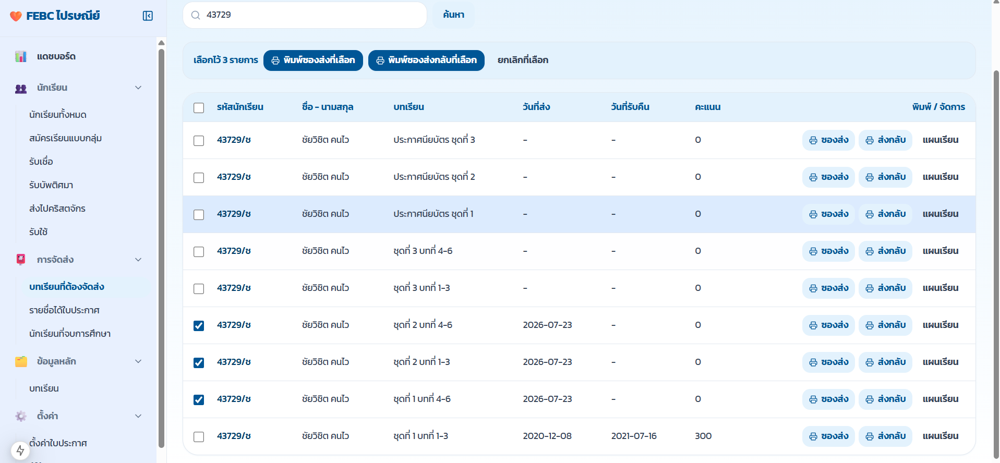 FEBC ไปรษณีย์
แดชบอร์ด
นักเรียน
นักเรียนทั้งหมด
สมัครเรียนแบบกลุ่ม
รับเชื่อ
รับบัพติศมา
ส่งไปคริสตจักร
รับใช้
การจัดส่ง
บทเรียนที่ต้องจัดส่ง
รายชื่อได้ใบประกาศ
นักเรียนที่จบการศึกษา
ข้อมูลหลัก
บทเรียน
ตั้งค่า
ตั้งค่าใบประกาศ
43729 ค้นหา
เลือกไว้ 3 รายการ พิมพ์ซองส่งที่เลือก พิมพ์ซองส่งกลับที่เลือก ยกเลิกที่เลือก
รหัสนักเรียน ชื่อ - นามสกุล บทเรียน วันที่ส่ง วันที่รับคืน คะแนน พิมพ์ / จัดการ
43729/ช ชัยวิชิต คนไว ประกาศนียบัตร ชุดที่ 3 - - 0 ซองส่ง ส่งกลับ แผนเรียน
43729/ช ชัยวิชิต คนไว ประกาศนียบัตร ชุดที่ 2 - - 0 ซองส่ง ส่งกลับ แผนเรียน
43729/ช ชัยวิชิต คนไว ประกาศนียบัตร ชุดที่ 1 - - 0 ซองส่ง ส่งกลับ แผนเรียน
43729/ช ชัยวิชิต คนไว ชุดที่ 3 บทที่ 4-6 - - 0 ซองส่ง ส่งกลับ แผนเรียน
43729/ช ชัยวิชิต คนไว ชุดที่ 3 บทที่ 1-3 - - 0 ซองส่ง ส่งกลับ แผนเรียน
43729/ช ชัยวิชิต คนไว ชุดที่ 2 บทที่ 4-6 2026-07-23 - 0 ซองส่ง ส่งกลับ แผนเรียน
43729/ช ชัยวิชิต คนไว ชุดที่ 2 บทที่ 1-3 2026-07-23 - 0 ซองส่ง ส่งกลับ แผนเรียน
43729/ช ชัยวิชิต คนไว ชุดที่ 1 บทที่ 4-6 2026-07-23 - 0 ซองส่ง ส่งกลับ แผนเรียน
43729/ช ชัยวิชิต คนไว ชุดที่ 1 บทที่ 1-3 2020-12-08 2021-07-16 300 ซองส่ง ส่งกลับ แผนเรียน